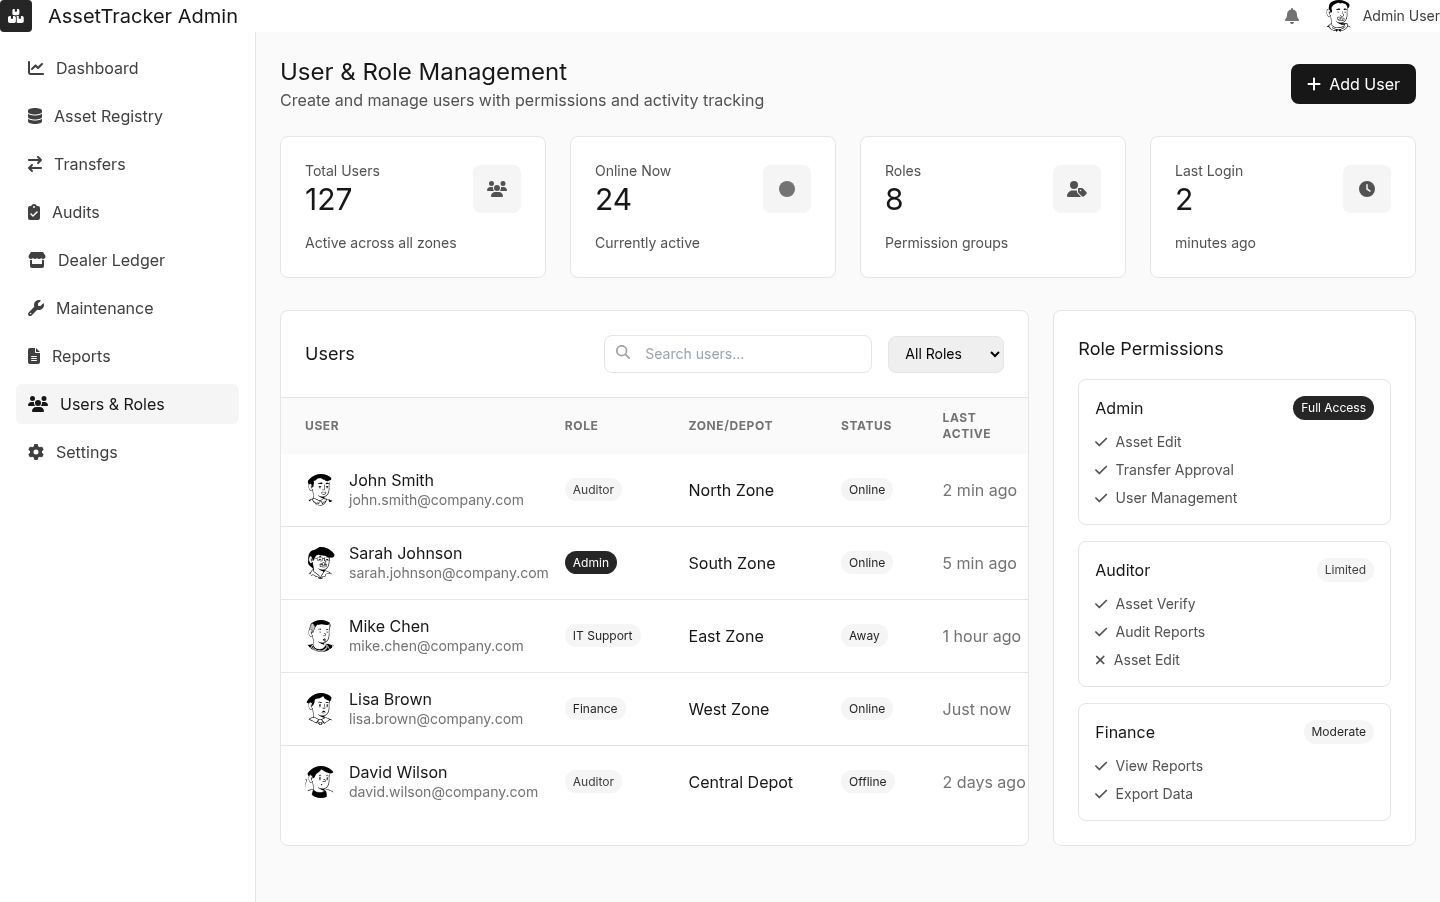 AssetTracker Admin
Admin User
Dashboard
Asset Registry
Transfers
Audits
Dealer Ledger
Maintenance
Reports
Users & Roles
Settings
User & Role Management
Create and manage users with permissions and activity tracking
Add User
Total Users
127
Active across all zones
Online Now
24
Currently active
Roles
8
Permission groups
Last Login
2
minutes ago
Users
Search users...
All Roles
USER ROLE ZONE/DEPOT STATUS LAST ACTIVE
John Smith
john.smith@company.com
Auditor North Zone Online 2 min ago
Sarah Johnson
sarah.johnson@company.com
Admin South Zone Online 5 min ago
Mike Chen
mike.chen@company.com
IT Support East Zone Away 1 hour ago
Lisa Brown
lisa.brown@company.com
Finance West Zone Online Just now
David Wilson
david.wilson@company.com
Auditor Central Depot Offline 2 days ago
Role Permissions
Admin Full Access
Asset Edit
Transfer Approval
User Management
Auditor Limited
Asset Verify
Audit Reports
Asset Edit
Finance Moderate
View Reports
Export Data